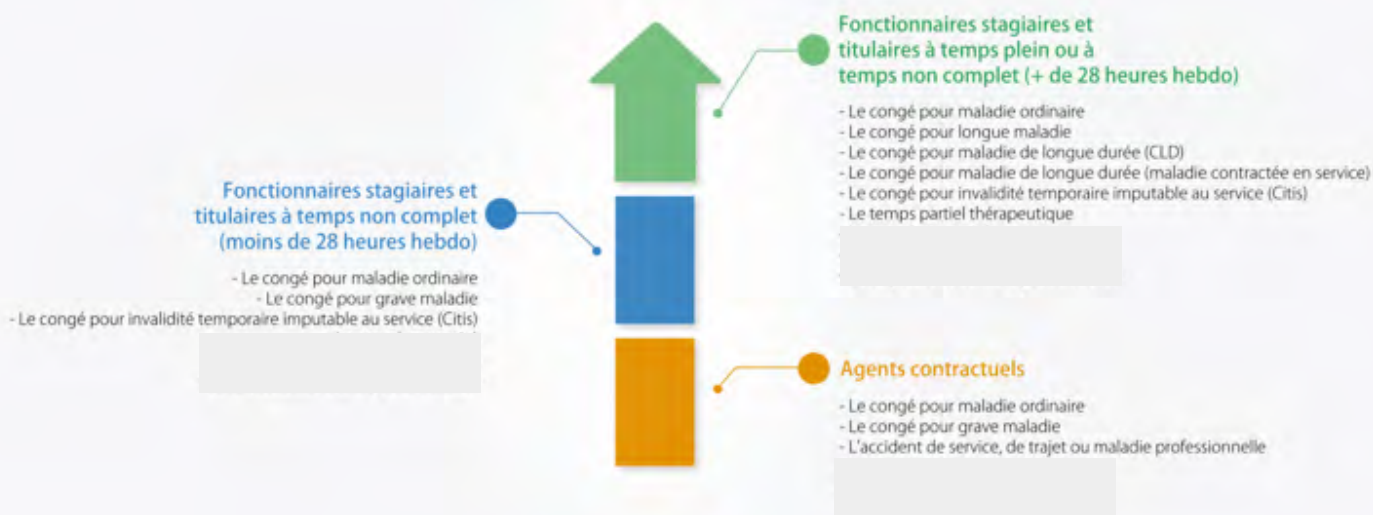 Fonctionnaires stagiaires et
titulaires à temps plein ou à
temps non complet (+ de 28 heures hebdo)
- Le congé pour maladie ordinaire
- Le congé pour longue maladie
- Le congé pour maladie de longue durée (CLD)
- Le congé pour maladie de longue durée (maladie contractée en service)
- Le congé pour invalidité temporaire imputable au service (Citis)
- Le temps partiel thérapeutique
Fonctionnaires stagiaires et
titulaires à temps non complet
(moins de 28 heures hebdo)
- Le congé pour maladie ordinaire
- Le congé pour grave maladie
- Le congé pour invalidité temporaire imputable au service (Citis)
Agents contractuels
- Le congé pour maladie ordinaire
- Le congé pour grave maladie
- L'accident de service, de trajet ou maladie professionnelle